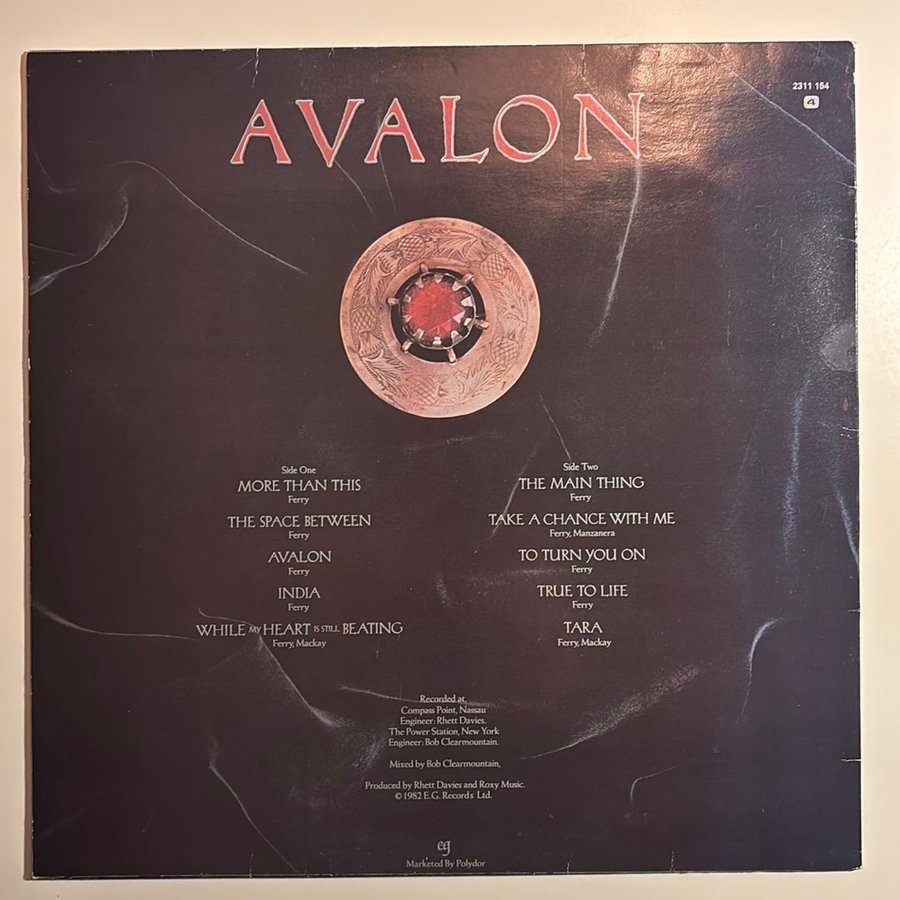 2311 154
4
AVALON
Side One
MORE THAN THIS
Ferry
THE SPACE BETWEEN
Ferry
AVALON
Ferry
INDIA
Ferry
WHILE MY HEART IS STILL BEATING
Ferry, Mackay
Side Two
THE MAIN THING
Ferry
TAKE A CHANCE WITH ME
Ferry, Manzanera
TO TURN YOU ON
Ferry
TRUE TO LIFE
Ferry
TARA
Ferry, Mackay
Recorded at,
Compass Point, Nassau
Engineer: Rhett Davies.
The Power Station, New York
Engineer: Bob Clearmountain.
Mixed by Bob Clearmountain,
Produced by Rhett Davies and Roxy Music.
© 1982 E.G. Records Ltd.
eg
Marketed By Polydor